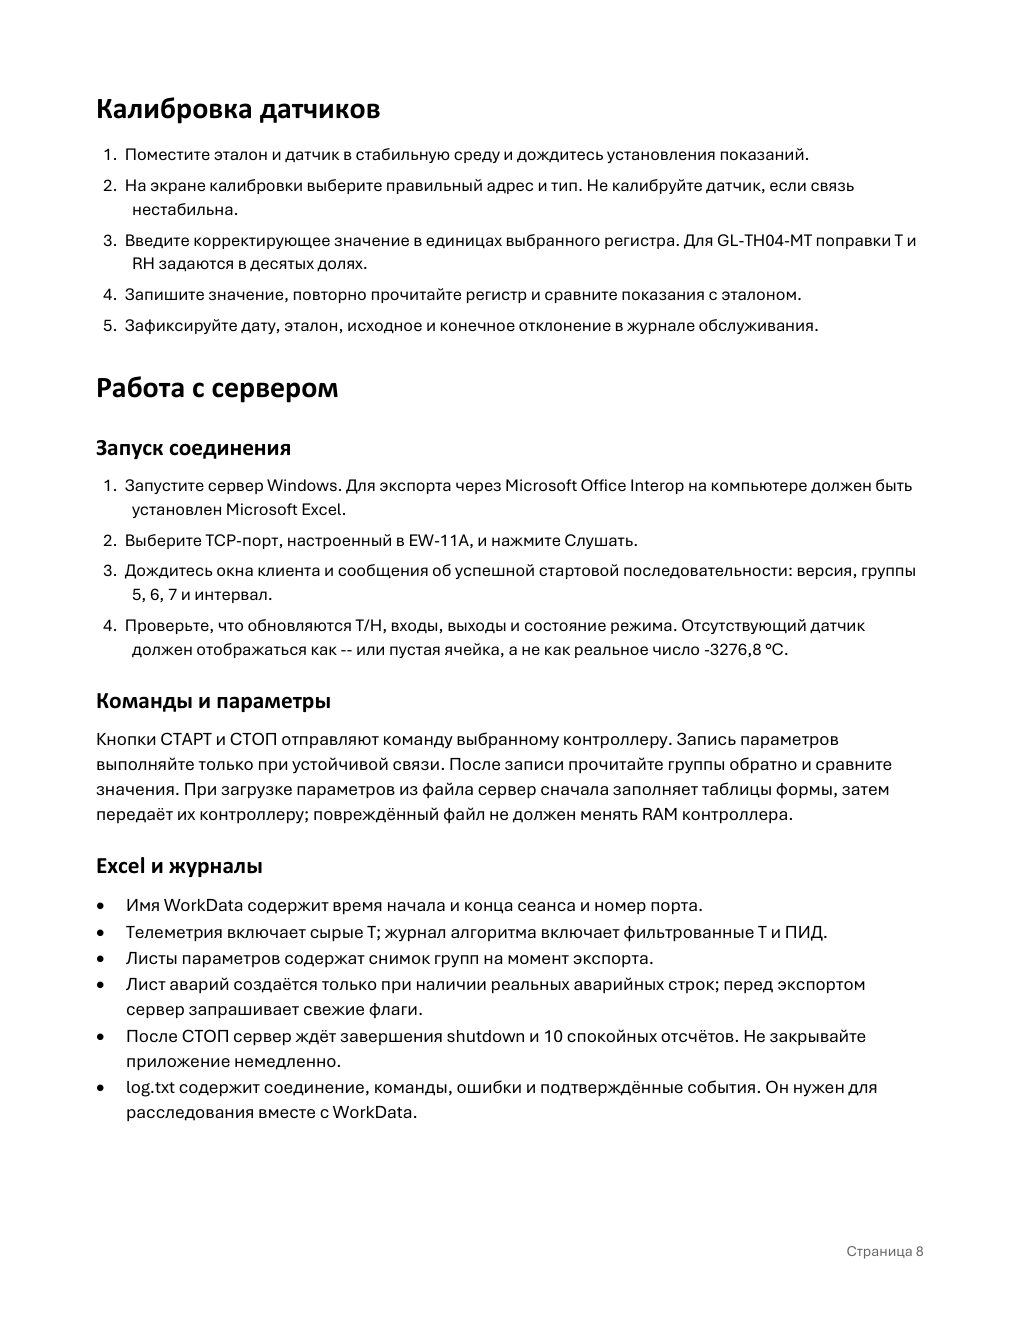 Калибровка датчиков
1. Поместите эталон и датчик в стабильную среду и дождитесь установления показаний.
2. На экране калибровки выберите правильный адрес и тип. Не калибруйте датчик, если связь
нестабильна.
3. Введите корректирующее значение в единицах выбранного регистра. Для GL-TH04-MT поправки T и
RH задаются в десятых долях.
4. Запишите значение, повторно прочитайте регистр и сравните показания с эталоном.
5. Зафиксируйте дату, эталон, исходное и конечное отклонение в журнале обслуживания.
Работа с сервером
Запуск соединения
1. Запустите сервер Windows. Для экспорта через Microsoft Office Interop на компьютере должен быть
установлен Microsoft Excel.
2. Выберите TCP-порт, настроенный в EW-11A, и нажмите Слушать.
3. Дождитесь окна клиента и сообщения об успешной стартовой последовательности: версия, группы
5, 6, 7 и интервал.
4. Проверьте, что обновляются T/H, входы, выходы и состояние режима. Отсутствующий датчик
должен отображаться как -- или пустая ячейка, а не как реальное число -3276,8 °C.
Команды и параметры
Кнопки СТАРТ и СТОП отправляют команду выбранному контроллеру. Запись параметров
выполняйте только при устойчивой связи. После записи прочитайте группы обратно и сравните
значения. При загрузке параметров из файла сервер сначала заполняет таблицы формы, затем
передаёт их контроллеру; повреждённый файл не должен менять RAM контроллера.
Excel и журналы
• Имя WorkData содержит время начала и конца сеанса и номер порта.
• Телеметрия включает сырые T; журнал алгоритма включает фильтрованные T и ПИД.
• Листы параметров содержат снимок групп на момент экспорта.
• Лист аварий создаётся только при наличии реальных аварийных строк; перед экспортом
сервер запрашивает свежие флаги.
• После СТОП сервер ждёт завершения shutdown и 10 спокойных отсчётов. Не закрывайте
приложение немедленно.
• log.txt содержит соединение, команды, ошибки и подтверждённые события. Он нужен для
расследования вместе с WorkData.
Страница 8